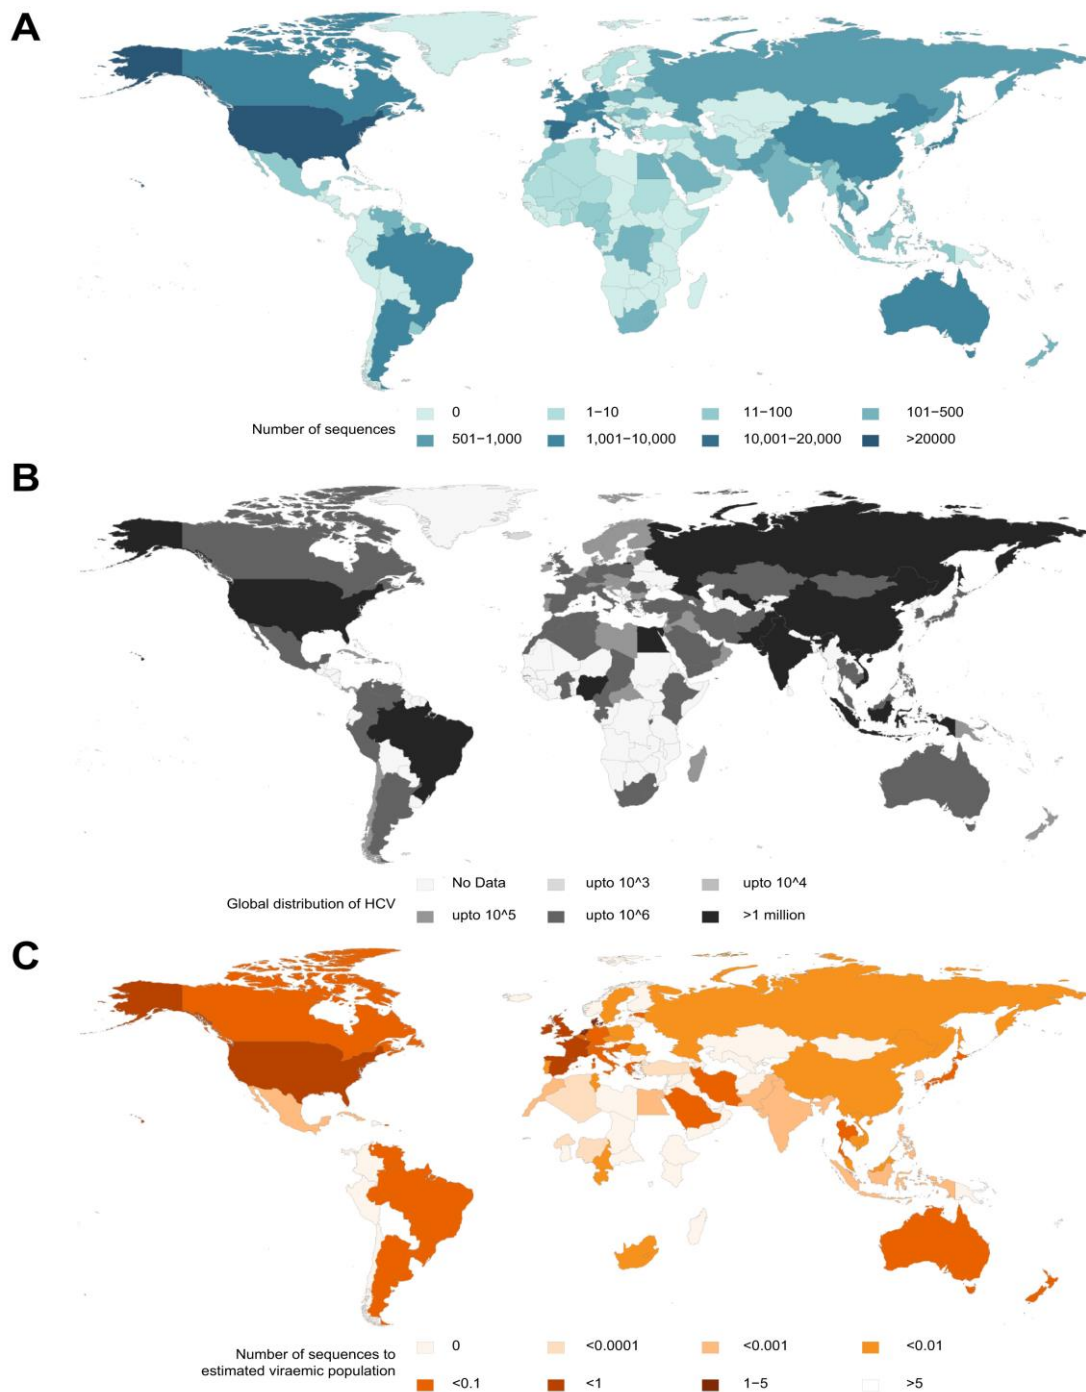 A
Number of sequences
0 1−10 11−100 101−500
501−1,000 1,001−10,000 10,001−20,000 >20000
B
Global distribution of HCV
No Data upto 10^3 upto 10^4
upto 10^5 upto 10^6 >1 million
C
Number of sequences to
estimated viraemic population
0 <0.0001 <0.001 <0.01
<0.1 <1 1−5 >5